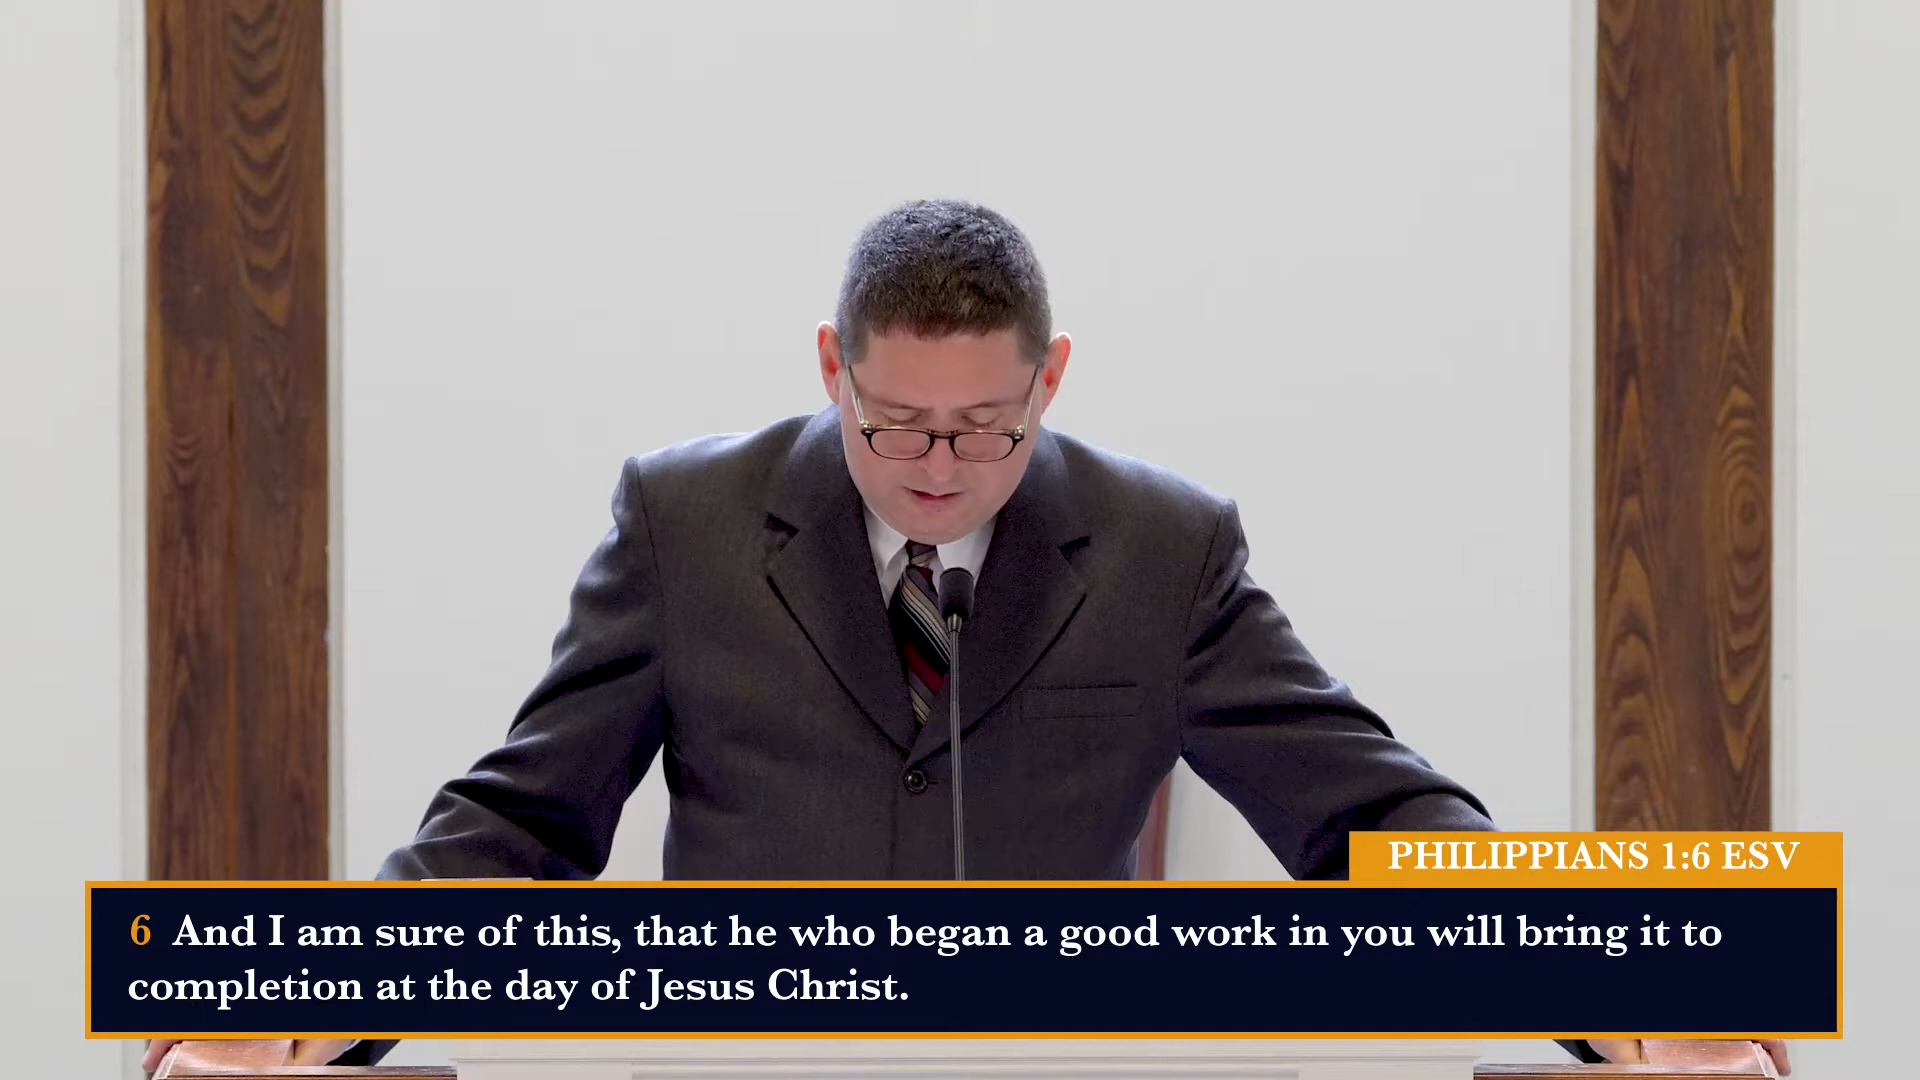 PHILIPPIANS 1:6 ESV
6 And I am sure of this, that he who began a good work in you will bring it to
completion at the day of Jesus Christ.